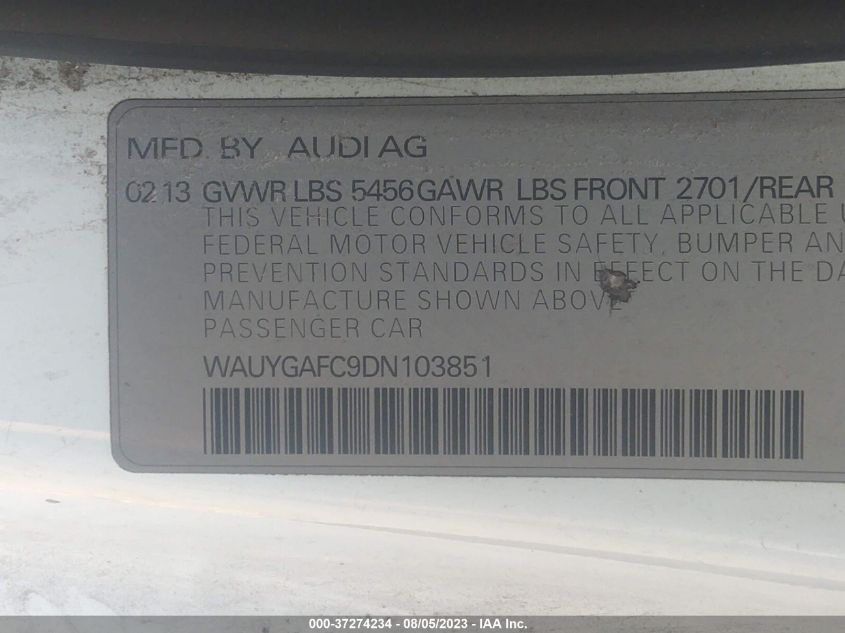 MFD. BY AUDI AG
02 13 GVWR LBS 5456 GAWR LBS FRONT 2701/REAR
THIS VEHICLE CONFORMS TO ALL APPLICABLE
FEDERAL MOTOR VEHICLE SAFETY, BUMPER
PREVENTION STANDARDS IN EFFECT ON THE
MANUFACTURE SHOWN ABOVE
PASSENGER CAR
WAUYGAFC9DN103851
000-37274234 - 08/05/2023 - IAA Inc.